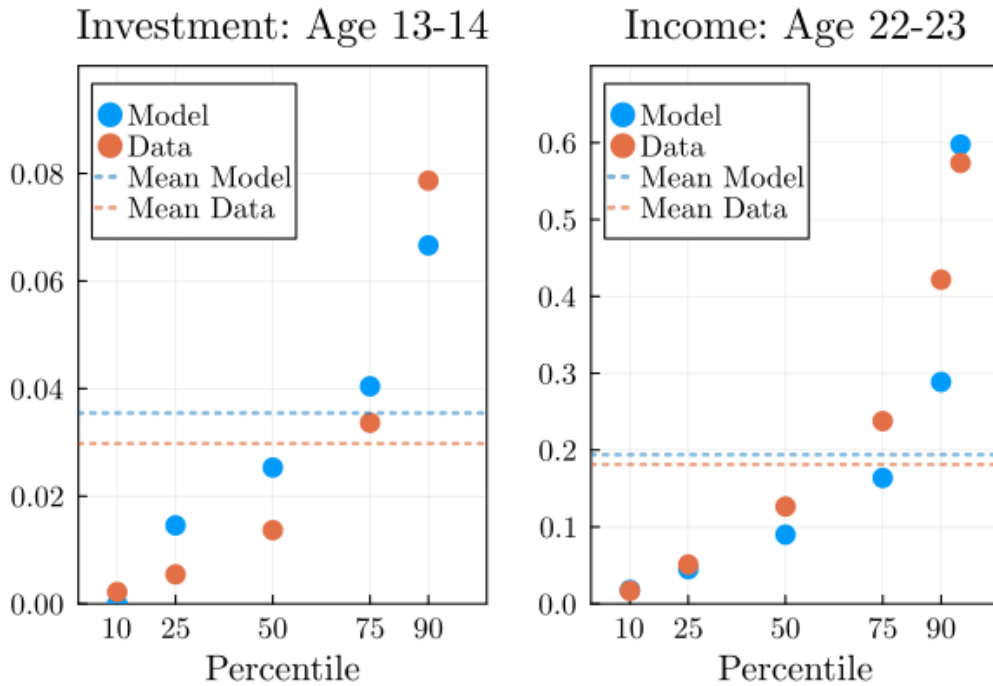 Investment: Age 13-14
Model
Data
Mean Model
Mean Data
0.08
0.06
0.04
0.02
0.00
10 25 50 75 90
Percentile
Income: Age 22-23
Model
Data
Mean Model
Mean Data
0.6
0.5
0.4
0.3
0.2
0.1
0.0
10 25 50 75 90
Percentile